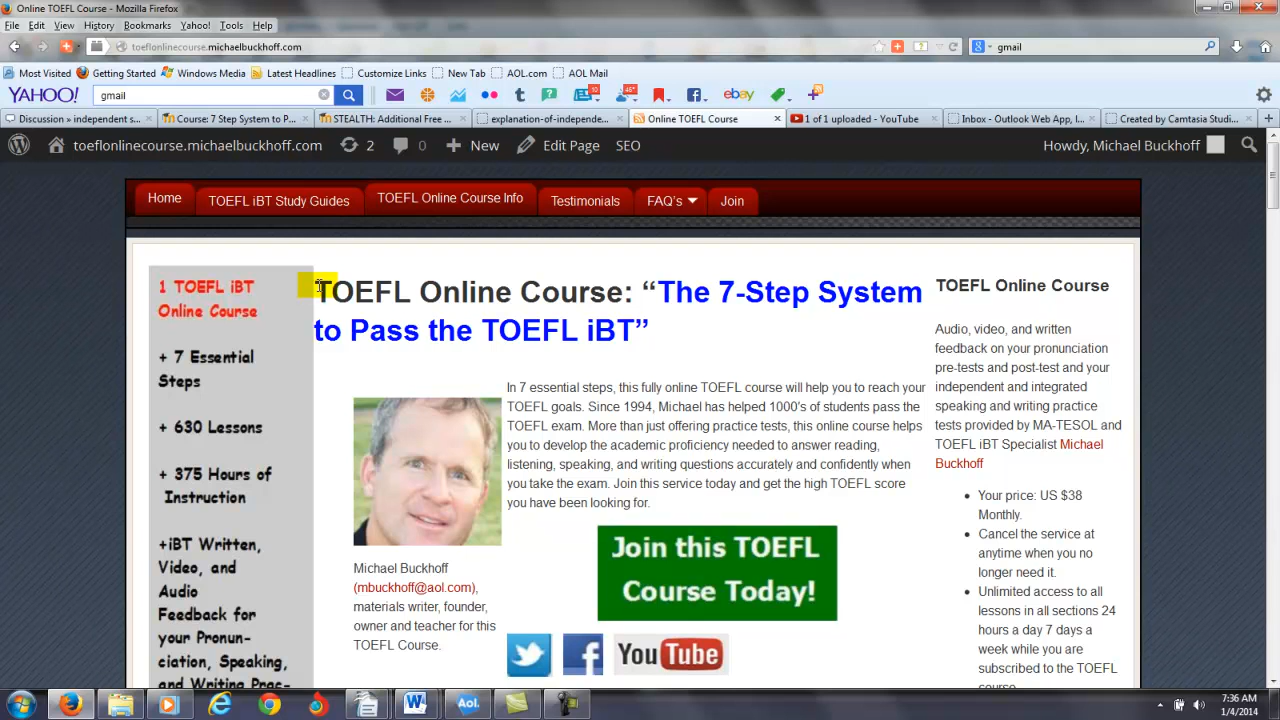 Online TOEFL Course - Mozilla Firefox
File Edit View History Bookmarks Yahoo! Tools Help
toeflonlinecourse.michaelbuckhoff.com
gmail
Most Visited Getting Started Windows Media Latest Headlines Customize Links New Tab AOL.com AOL Mail
YAHOO! gmail
ebay
Discussion » independent s...
Course: 7 Step System to P...
STEALTH: Additional Free ...
explanation-of-independe...
Online TOEFL Course
1 of 1 uploaded - YouTube
Inbox - Outlook Web App, I...
Created by Camtasia Studi...
toeflonlinecourse.michaelbuckhoff.com 2 0 New Edit Page SEO
Howdy, Michael Buckhoff
Home TOEFL iBT Study Guides TOEFL Online Course Info Testimonials FAQ's Join
1 TOEFL iBT
Online Course
+ 7 Essential
Steps
+ 630 Lessons
+ 375 Hours of
Instruction
+iBT Written,
Video, and
Audio
Feedback for
your Pronun-
ciation, Speaking,
and Writing Prac-
TOEFL Online Course: “The 7-Step System
to Pass the TOEFL iBT”
In 7 essential steps, this fully online TOEFL course will help you to reach your
TOEFL goals. Since 1994, Michael has helped 1000's of students pass the
TOEFL exam. More than just offering practice tests, this online course helps
you to develop the academic proficiency needed to answer reading,
listening, speaking, and writing questions accurately and confidently when
you take the exam. Join this service today and get the high TOEFL score
you have been looking for.
Michael Buckhoff
(mbuckhoff@aol.com),
materials writer, founder,
owner and teacher for this
TOEFL Course.
Join this TOEFL
Course Today!
YouTube
TOEFL Online Course
Audio, video, and written
feedback on your pronunciation
pre-tests and post-test and your
independent and integrated
speaking and writing practice
tests provided by MA-TESOL and
TOEFL iBT Specialist Michael
Buckhoff
Your price: US $38
Monthly.
Cancel the service at
anytime when you no
longer need it.
Unlimited access to all
lessons in all sections 24
hours a day 7 days a
week while you are
subscribed to the TOEFL
course.
Aol.
7:36 AM
1/4/2014